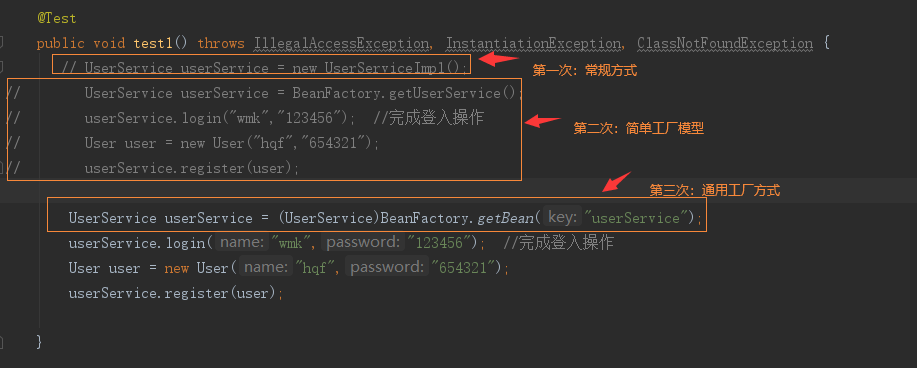 @Test
public void test1() throws IllegalAccessException, InstantiationException, ClassNotFoundException {
// UserService userService = new UserServiceImpl();
第一次：常规方式
// UserService userService = BeanFactory.getUserService();
// userService.login("wmk","123456"); //完成登入操作
第二次：简单工厂模型
// User user = new User("hqf","654321");
// userService.register(user);
第三次：通用工厂方式
UserService userService = (UserService)BeanFactory.getBean( key: "userService");
userService.login( name: "wmk", password: "123456"); //完成登入操作
User user = new User( name: "hqf", password: "654321");
userService.register(user);
}